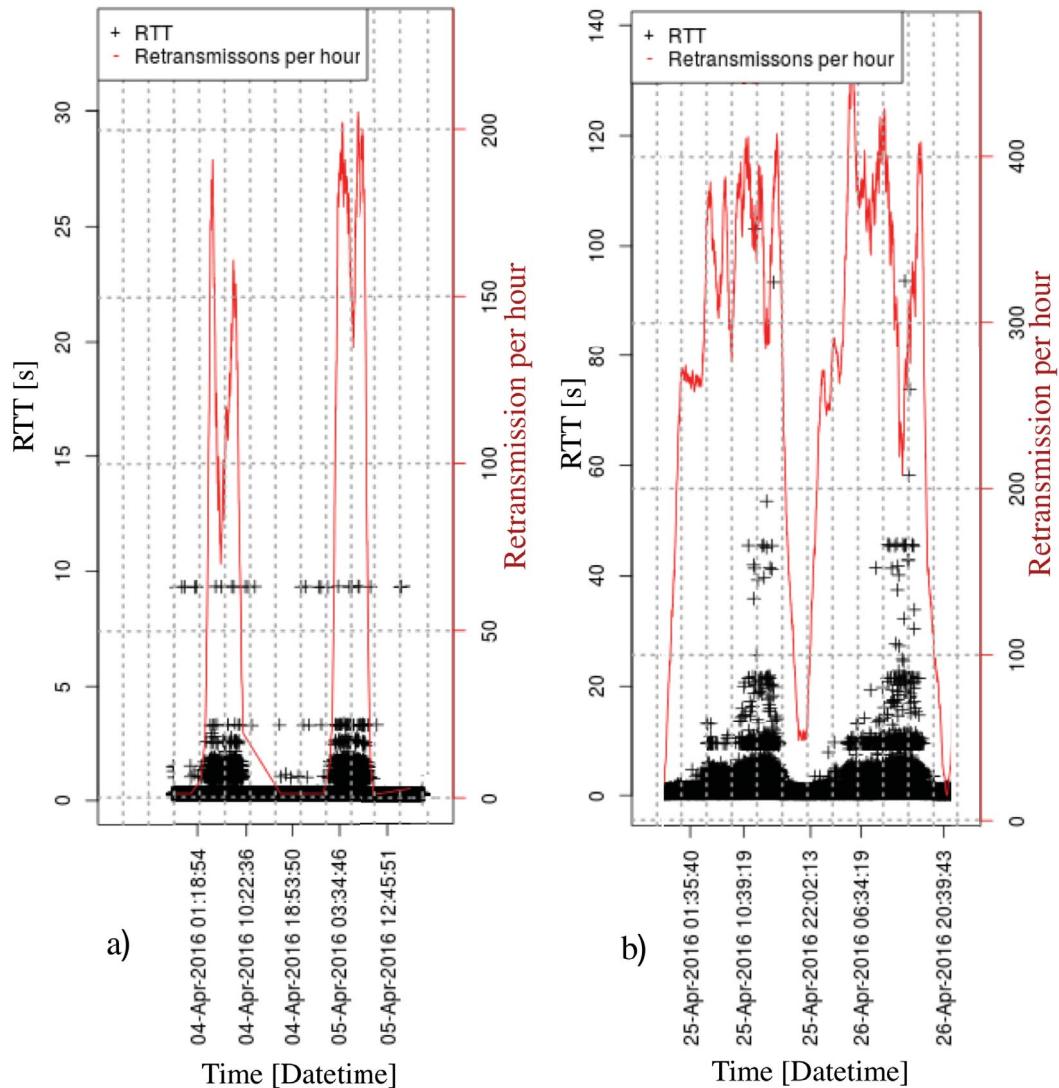 + RTT
- Retransmissons per hour
30
25
20
15
10
5
0
RTT [s]
200
150
100
50
0
Retransmission per hour
04-Apr-2016 01:18:54
04-Apr-2016 10:22:36
04-Apr-2016 18:53:50
05-Apr-2016 03:34:46
05-Apr-2016 12:45:51
a)
Time [Datetime]
+ RTT
- Retransmissons per hour
140
120
100
80
60
40
20
0
RTT [s]
400
300
200
100
0
Retransmission per hour
25-Apr-2016 01:35:40
25-Apr-2016 10:39:19
25-Apr-2016 22:02:13
26-Apr-2016 06:34:19
26-Apr-2016 20:39:43
b)
Time [Datetime]